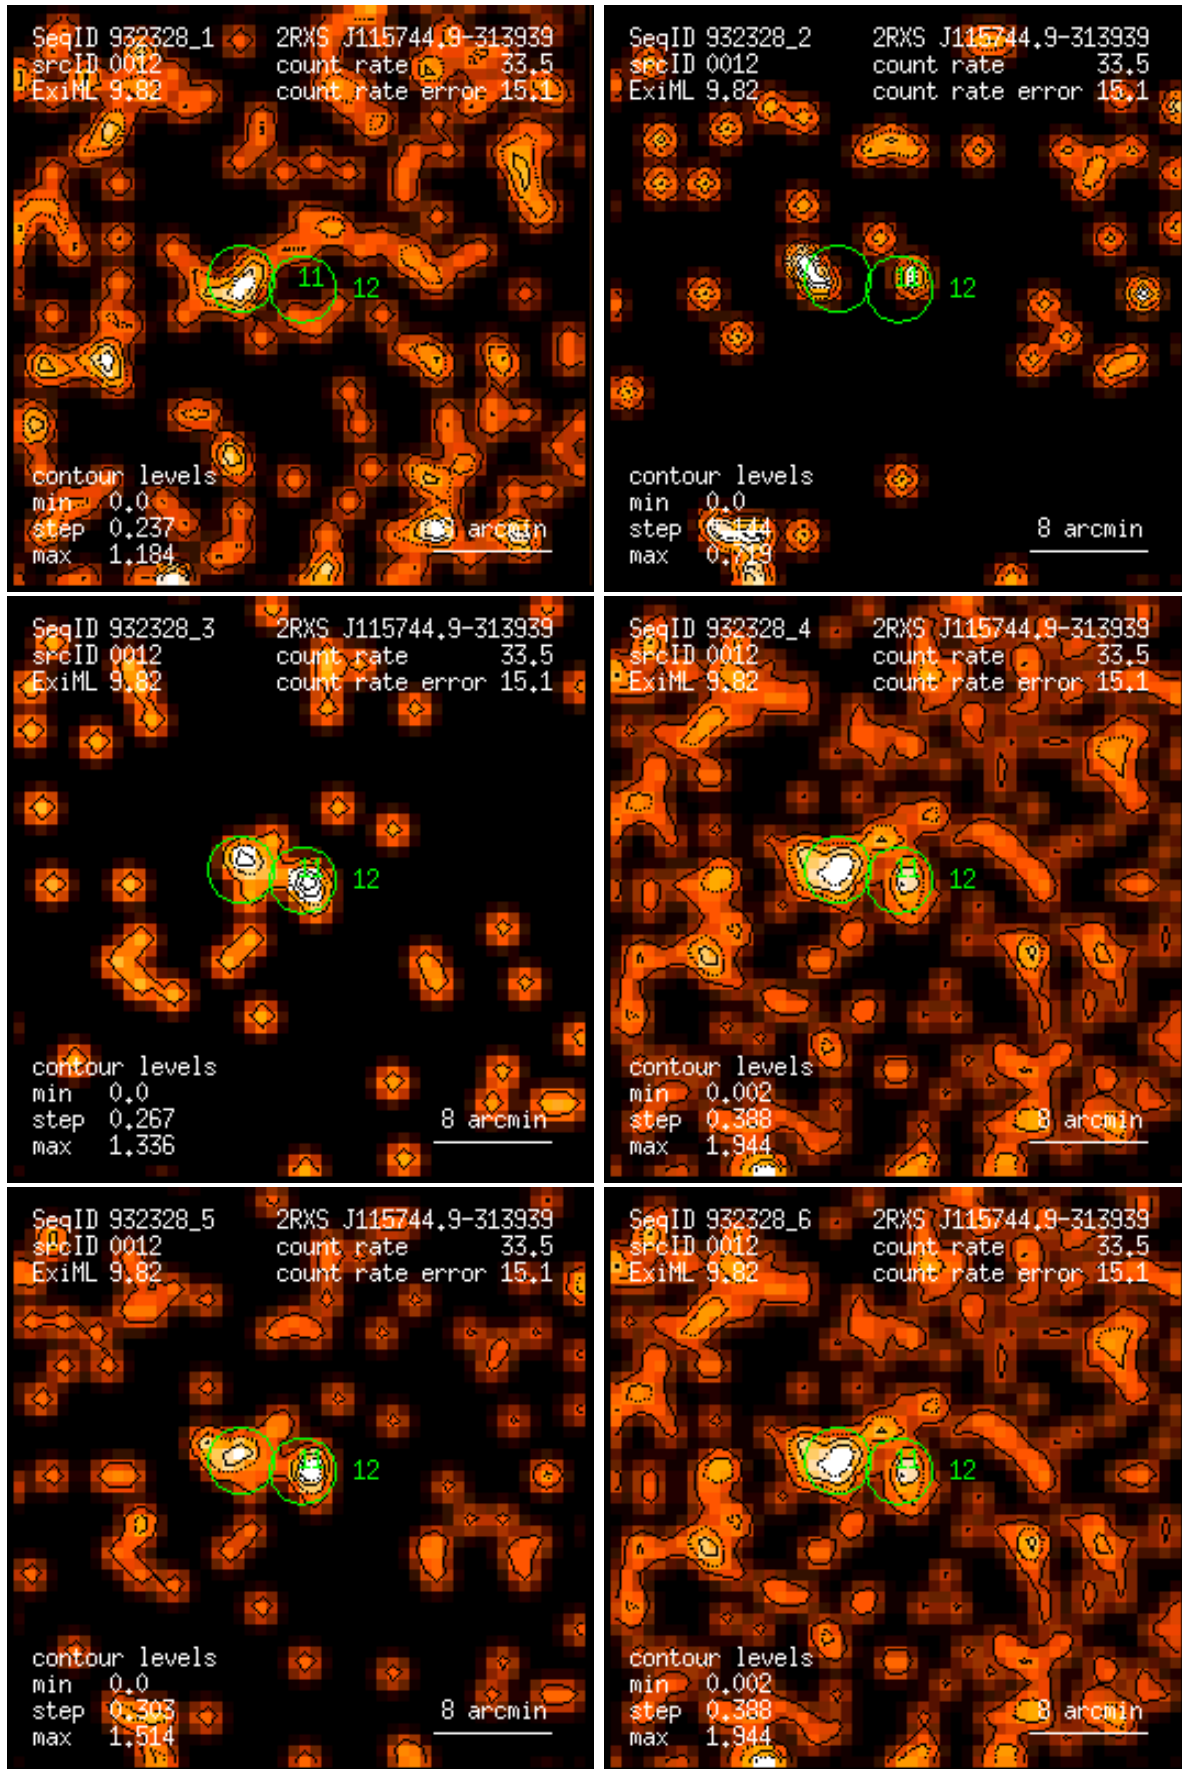 SeqID 932328_1 2RXS J115744.9-313939
srcID 0012 count rate 33.5
ExiML 9.82 count rate error 15.1
11
12
contour levels
min 0.0
step 0.237 8 arcmin
max 1.184
SeqID 932328_2 2RXS J115744.9-313939
srcID 0012 count rate 33.5
ExiML 9.82 count rate error 15.1
11
12
contour levels
min 0.0
step 0.144 8 arcmin
max 0.719
SeqID 932328_3 2RXS J115744.9-313939
srcID 0012 count rate 33.5
ExiML 9.82 count rate error 15.1
11
12
contour levels
min 0.0
step 0.267 8 arcmin
max 1.336
SeqID 932328_4 2RXS J115744.9-313939
srcID 0012 count rate 33.5
ExiML 9.82 count rate error 15.1
11
12
contour levels
min 0.002
step 0.388 8 arcmin
max 1.944
SeqID 932328_5 2RXS J115744.9-313939
srcID 0012 count rate 33.5
ExiML 9.82 count rate error 15.1
11
12
contour levels
min 0.0
step 0.303 8 arcmin
max 1.514
SeqID 932328_6 2RXS J115744.9-313939
srcID 0012 count rate 33.5
ExiML 9.82 count rate error 15.1
11
12
contour levels
min 0.002
step 0.388 8 arcmin
max 1.944